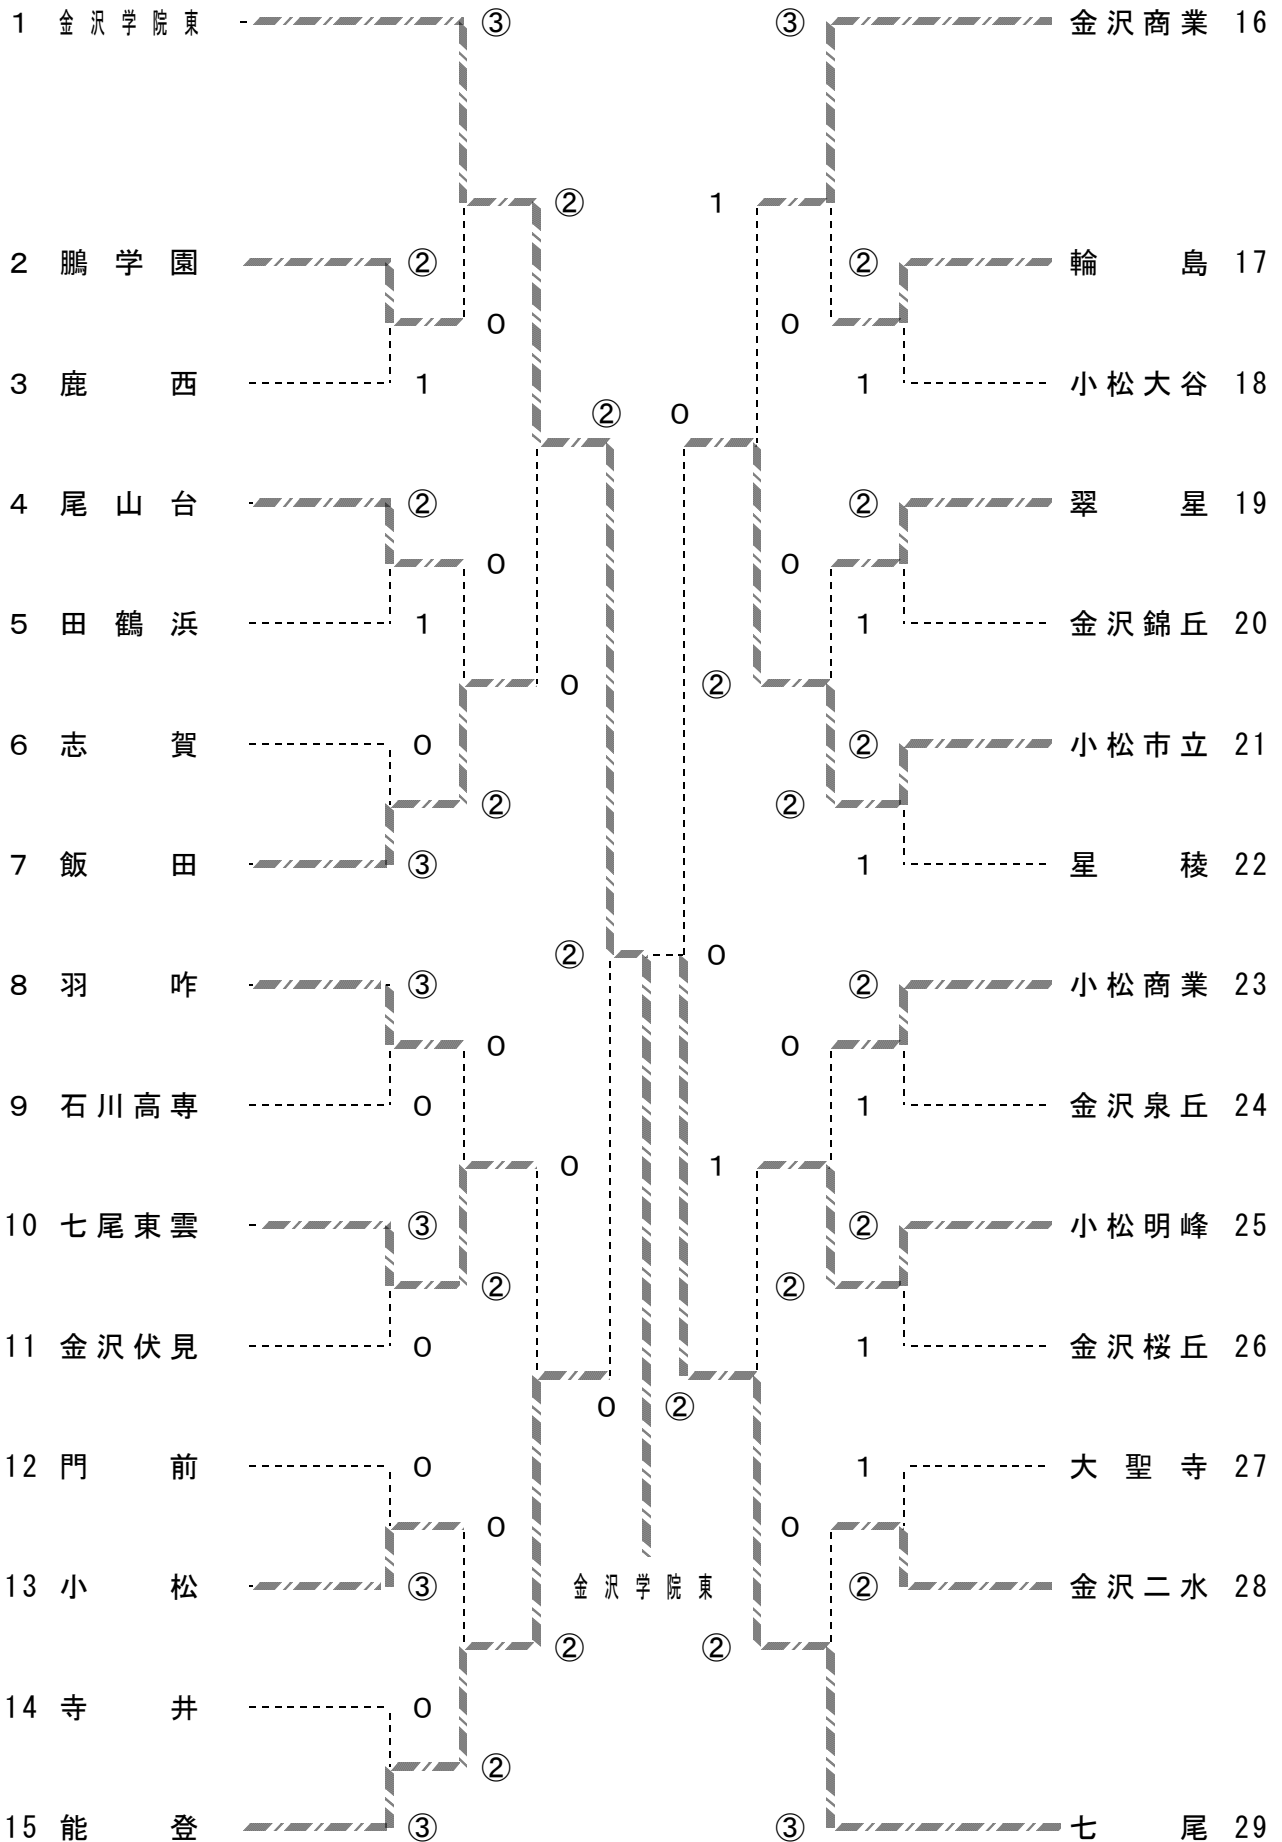 1 金沢学院東 ③ ③ 金沢商業 16
② 1
2 鵬学園 ② ② 輪島 17
0 0
3 鹿西 1 1 小松大谷 18
② 0
4 尾山台 ② ② 翠星 19
0 0
5 田鶴浜 1 1 金沢錦丘 20
0 ②
6 志賀 0 ② 小松市立 21
② ②
7 飯田 ③ 1 星稜 22
② 0
8 羽咋 ③ ② 小松商業 23
0 0
9 石川高専 0 1 金沢泉丘 24
0 1
10 七尾東雲 ③ ② 小松明峰 25
② ②
11 金沢伏見 0 1 金沢桜丘 26
0 ②
12 門前 0 1 大聖寺 27
0 0
13 小松 ③ 金沢学院東 ② 金沢二水 28
② ②
14 寺井 0
②
15 能登 ③ ③ 七尾 29